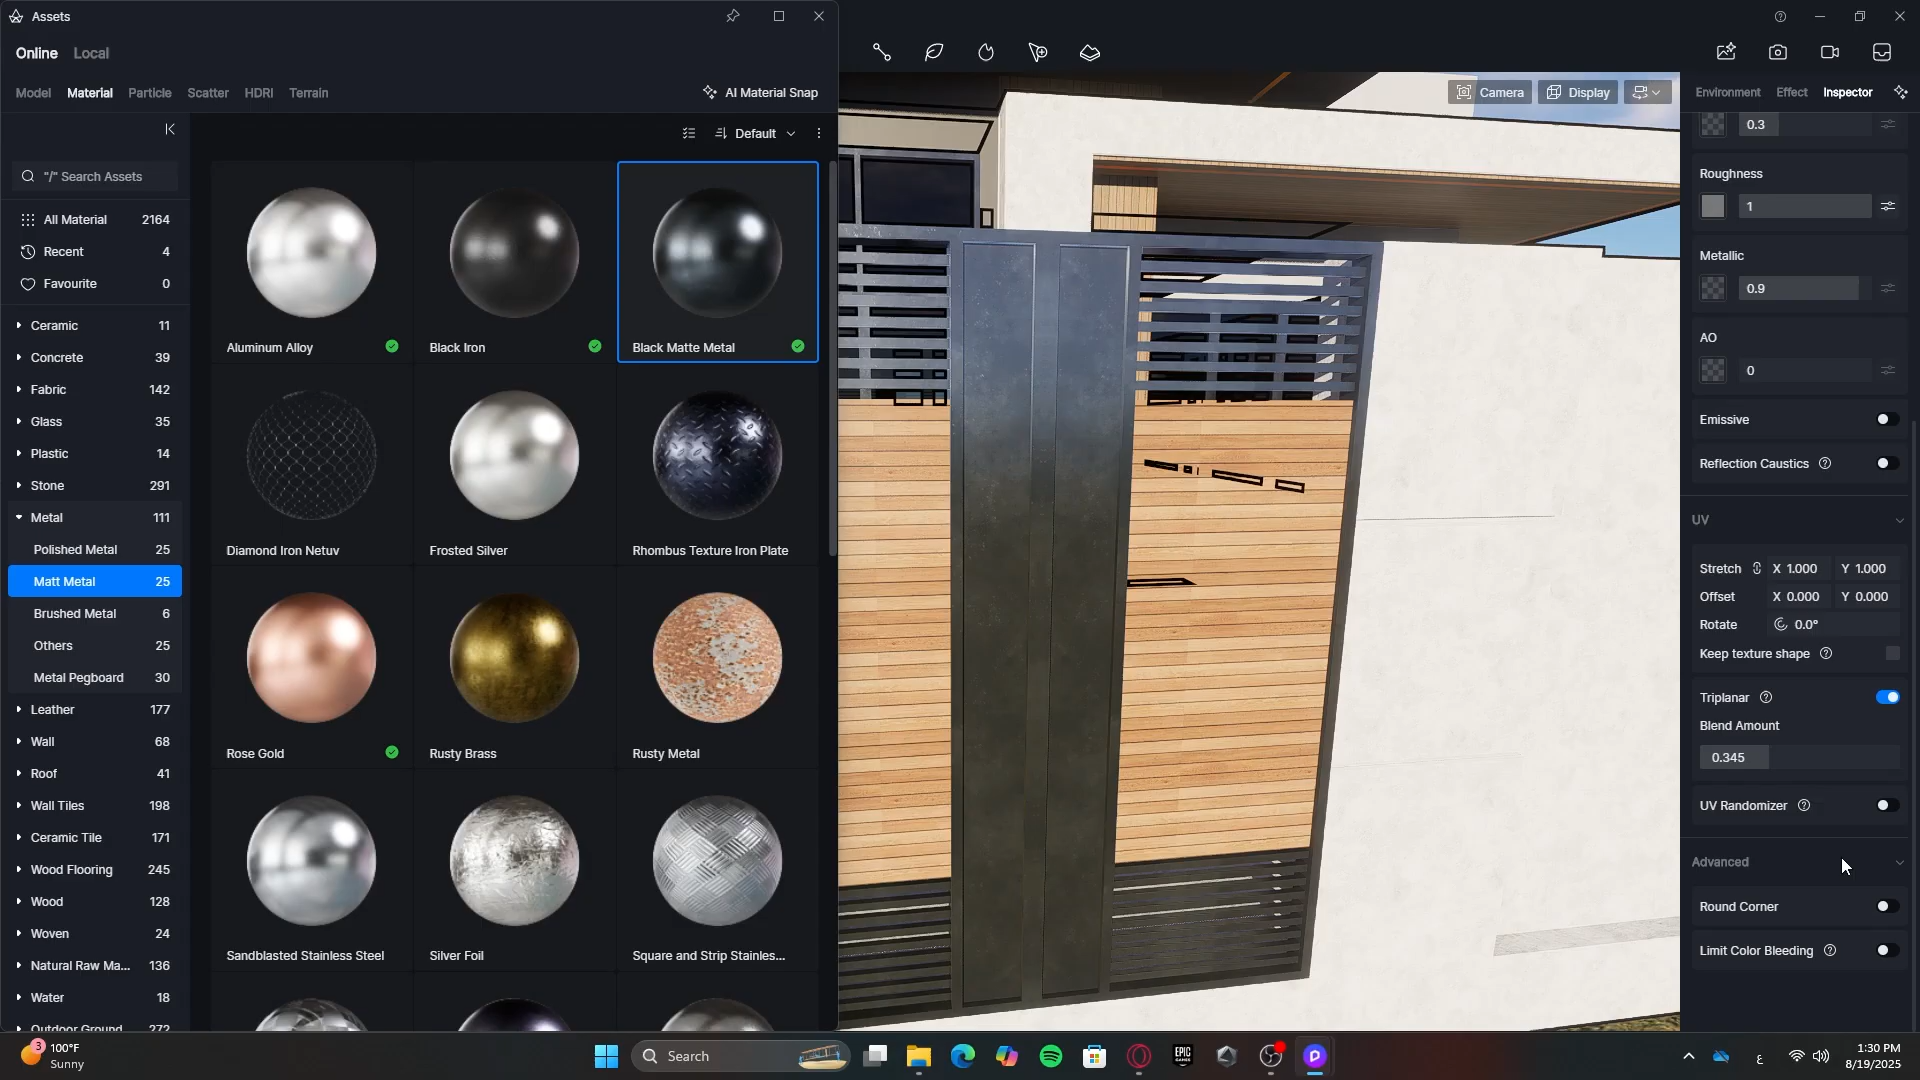 Assets
Online
Local
Model
Material
Particle
Scatter
HDRI
Terrain
AI Material Snap
Default
"/" Search Assets
All Material 2164
Recent 4
Favourite 0
Ceramic 11
Concrete 39
Fabric 142
Glass 35
Plastic 14
Stone 291
Metal 111
Polished Metal 25
Matt Metal 25
Brushed Metal 6
Others 25
Metal Pegboard 30
Leather 177
Wall 68
Roof 41
Wall Tiles 198
Ceramic Tile 171
Wood Flooring 245
Wood 128
Woven 24
Natural Raw Ma... 136
Water 18
Outdoor Ground 272
Aluminum Alloy
Black Iron
Black Matte Metal
Diamond Iron Netuv
Frosted Silver
Rhombus Texture Iron Plate
Rose Gold
Rusty Brass
Rusty Metal
Sandblasted Stainless Steel
Silver Foil
Square and Strip Stainles...
Camera
Display
Environment
Effect
Inspector
0.3
Roughness
1
Metallic
0.9
AO
0
Emissive
Reflection Caustics
UV
Stretch X 1.000 Y 1.000
Offset X 0.000 Y 0.000
Rotate 0.0°
Keep texture shape
Triplanar
Blend Amount
0.345
UV Randomizer
Advanced
Round Corner
Limit Color Bleeding
3
100°F
Sunny
Search
EPIC
GAMES
ع
1:30 PM
8/19/2025